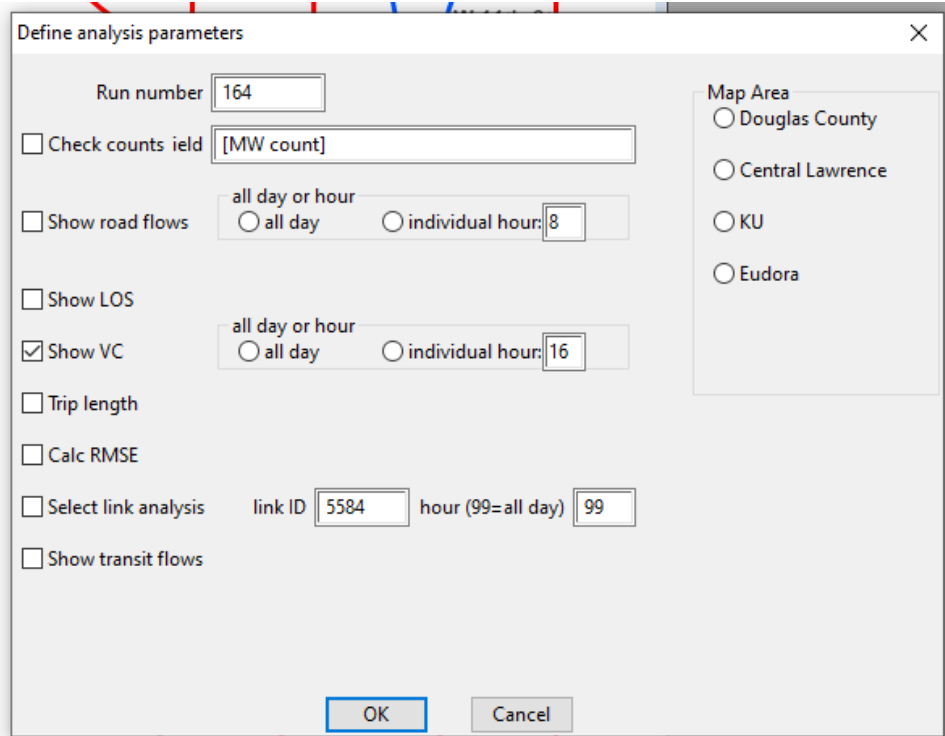 Define analysis parameters
Run number 164
Map Area
Douglas County
Check counts ield [MW count]
Central Lawrence
all day or hour
Show road flows all day individual hour: 8
KU
Eudora
Show LOS
all day or hour
Show VC all day individual hour: 16
Trip length
Calc RMSE
Select link analysis link ID 5584 hour (99=all day) 99
Show transit flows
OK Cancel